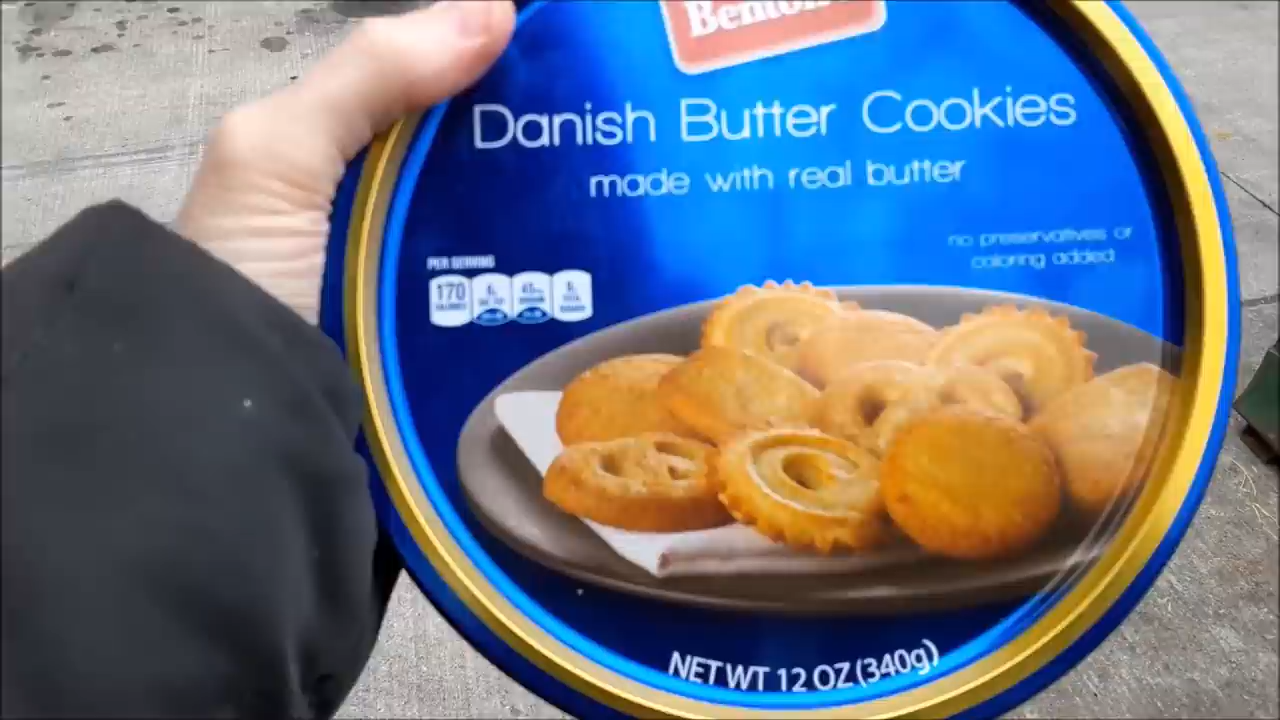 Danish Butter Cookies
made with real butter
no preservatives or
coloring added
PER SERVING
170
CALORIES
NET WT 12 OZ (340g)